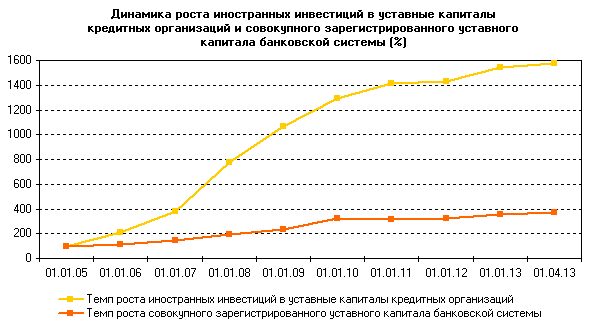 Динамика роста иностранных инвестиций в уставные капиталы
кредитных организаций и совокупного зарегистрированного уставного
капитала банковской системы (%)
1600
1400
1200
1000
800
600
400
200
0
01.01.05 01.01.06 01.01.07 01.01.08 01.01.09 01.01.10 01.01.11 01.01.12 01.01.13 01.04.13
Темп роста иностранных инвестиций в уставные капиталы кредитных организаций
Темп роста совокупного зарегистрированного уставного капитала банковской системы